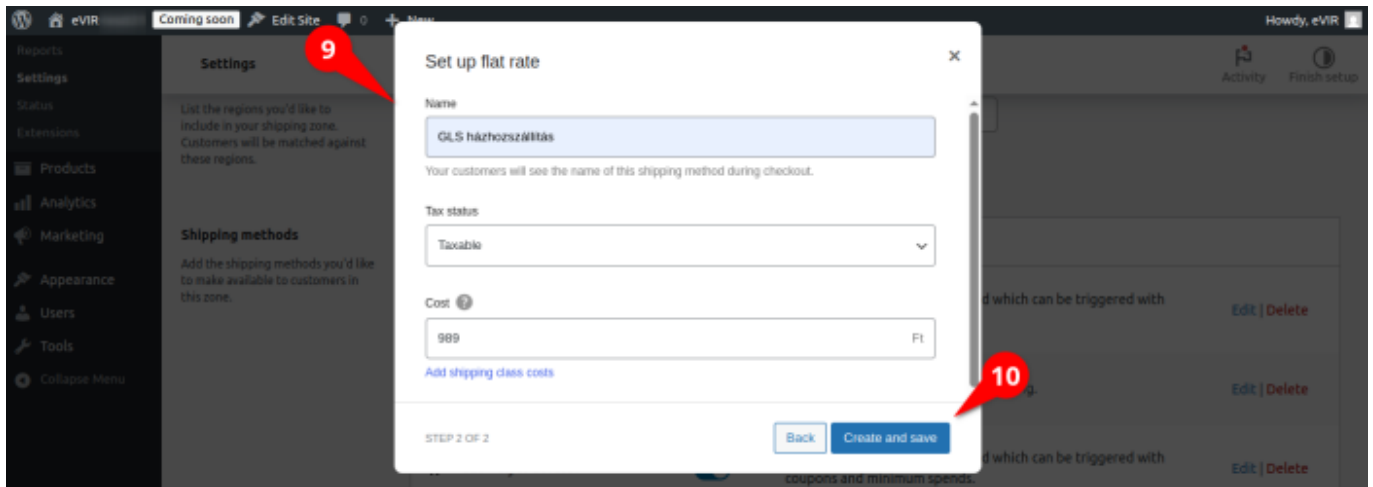 eVIR
Coming soon
Edit Site
0
New
Howdy, eVIR
Reports
Settings
Status
Extensions
Products
Analytics
Marketing
Appearance
Users
Tools
Collapse Menu
Settings
Activity
Finish setup
List the regions you'd like to
include in your shipping zone.
Customers will be matched against
these regions.
Shipping methods
Add the shipping methods you'd like
to make available to customers in
this zone.
9
Set up flat rate
×
Name
GLS házhozszállítás
Your customers will see the name of this shipping method during checkout.
Tax status
Taxable
Cost ?
989 Ft
Add shipping class costs
STEP 2 OF 2
Back
Create and save
10
d which can be triggered with
Edit | Delete
g.
Edit | Delete
d which can be triggered with
coupons and minimum spends.
Edit | Delete